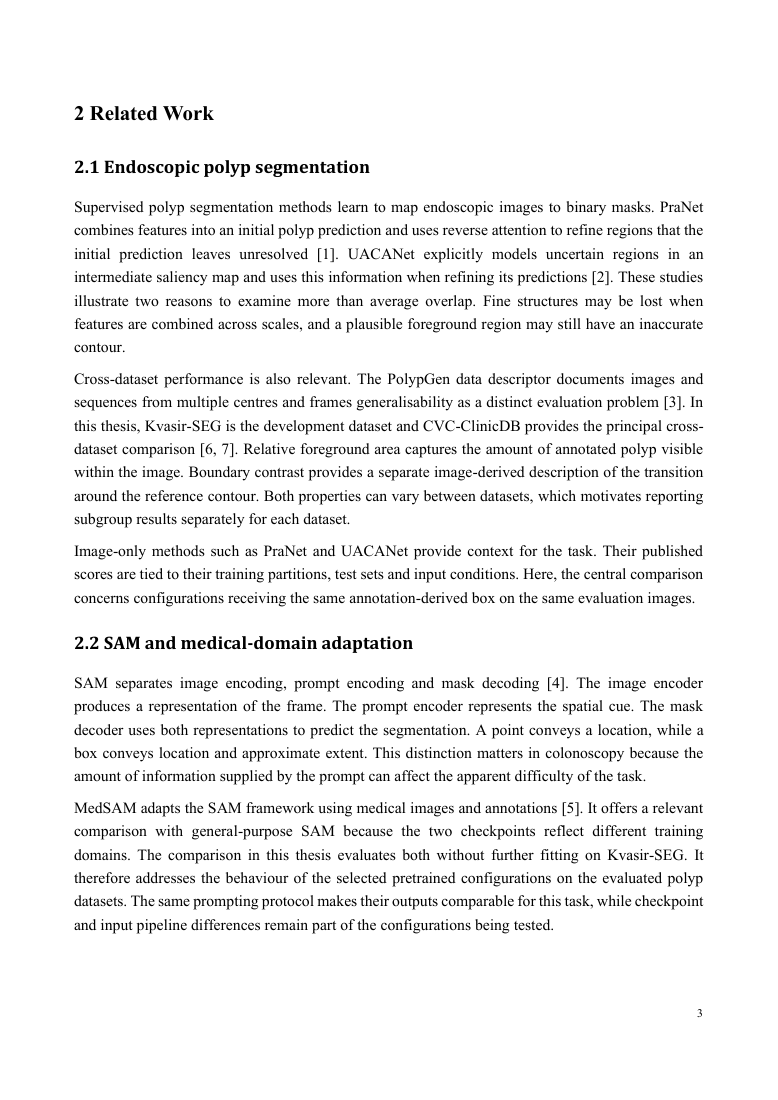 2 Related Work
2.1 Endoscopic polyp segmentation
Supervised polyp segmentation methods learn to map endoscopic images to binary masks. PraNet
combines features into an initial polyp prediction and uses reverse attention to refine regions that the
initial prediction leaves unresolved [1]. UACANet explicitly models uncertain regions in an
intermediate saliency map and uses this information when refining its predictions [2]. These studies
illustrate two reasons to examine more than average overlap. Fine structures may be lost when
features are combined across scales, and a plausible foreground region may still have an inaccurate
contour.
Cross-dataset performance is also relevant. The PolypGen data descriptor documents images and
sequences from multiple centres and frames generalisability as a distinct evaluation problem [3]. In
this thesis, Kvasir-SEG is the development dataset and CVC-ClinicDB provides the principal cross-
dataset comparison [6, 7]. Relative foreground area captures the amount of annotated polyp visible
within the image. Boundary contrast provides a separate image-derived description of the transition
around the reference contour. Both properties can vary between datasets, which motivates reporting
subgroup results separately for each dataset.
Image-only methods such as PraNet and UACANet provide context for the task. Their published
scores are tied to their training partitions, test sets and input conditions. Here, the central comparison
concerns configurations receiving the same annotation-derived box on the same evaluation images.
2.2 SAM and medical-domain adaptation
SAM separates image encoding, prompt encoding and mask decoding [4]. The image encoder
produces a representation of the frame. The prompt encoder represents the spatial cue. The mask
decoder uses both representations to predict the segmentation. A point conveys a location, while a
box conveys location and approximate extent. This distinction matters in colonoscopy because the
amount of information supplied by the prompt can affect the apparent difficulty of the task.
MedSAM adapts the SAM framework using medical images and annotations [5]. It offers a relevant
comparison with general-purpose SAM because the two checkpoints reflect different training
domains. The comparison in this thesis evaluates both without further fitting on Kvasir-SEG. It
therefore addresses the behaviour of the selected pretrained configurations on the evaluated polyp
datasets. The same prompting protocol makes their outputs comparable for this task, while checkpoint
and input pipeline differences remain part of the configurations being tested.
3